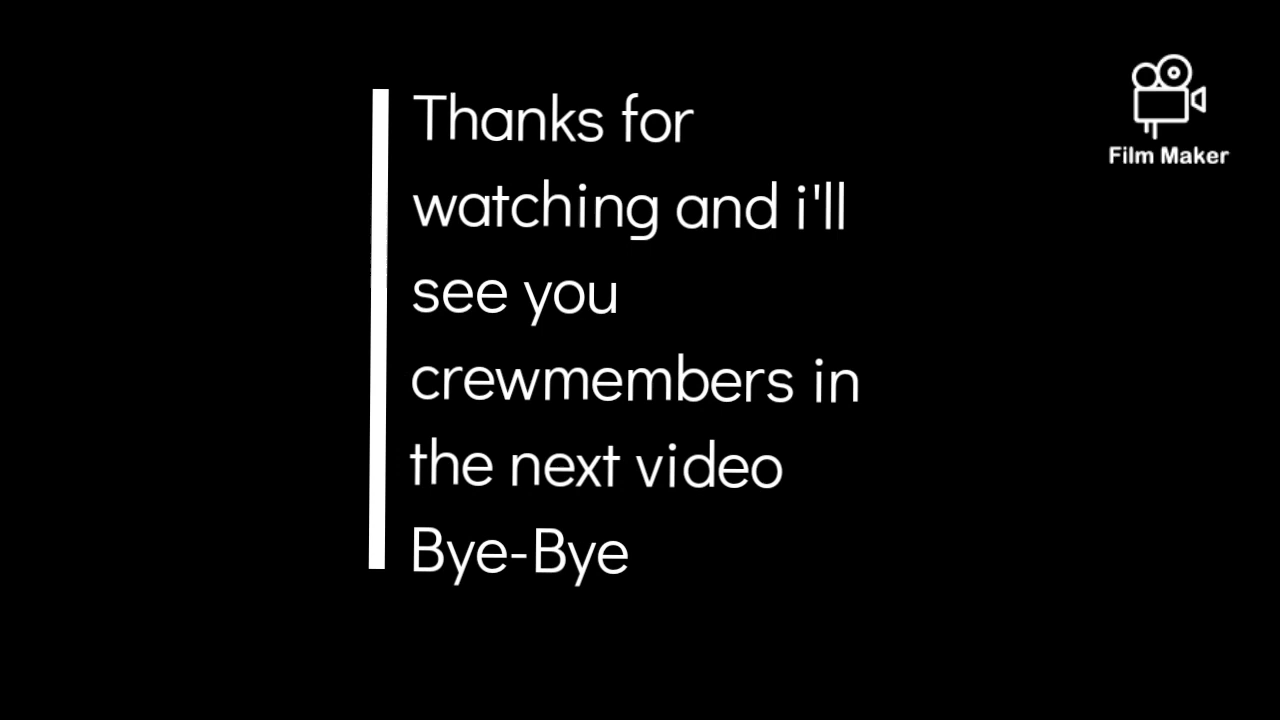 Thanks for
watching and i'll
see you
crewmembers in
the next video
Bye-Bye
Film Maker